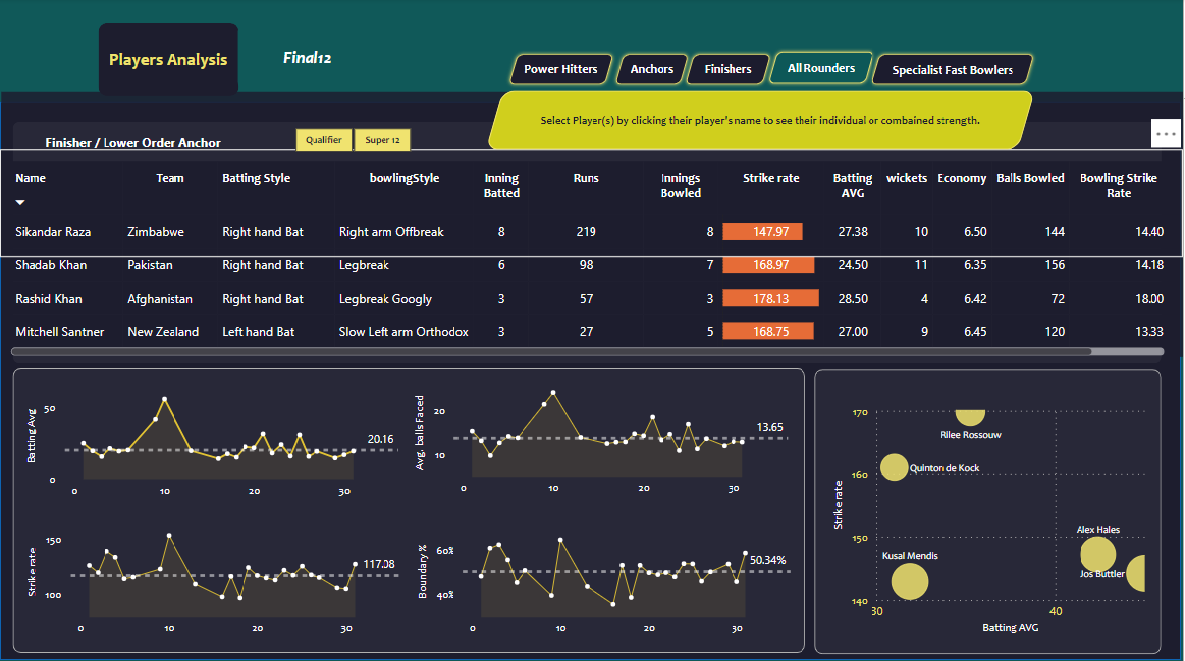 Players Analysis
Final12
Power Hitters
Anchors
Finishers
All Rounders
Specialist Fast Bowlers
Select Player(s) by clicking their player's name to see their individual or combained strength.
Finisher / Lower Order Anchor
Qualifier
Super 12
Name Team Batting Style bowlingStyle Inning Batted Runs Innings Bowled Strike rate Batting AVG wickets Economy Balls Bowled Bowling Strike Rate
Sikandar Raza Zimbabwe Right hand Bat Right arm Offbreak 8 219 8 147.97 27.38 10 6.50 144 14.40
Shadab Khan Pakistan Right hand Bat Legbreak 6 98 7 168.97 24.50 11 6.35 156 14.18
Rashid Khan Afghanistan Right hand Bat Legbreak Googly 3 57 3 178.13 28.50 4 6.42 72 18.00
Mitchell Santner New Zealand Left hand Bat Slow Left arm Orthodox 3 27 5 168.75 27.00 9 6.45 120 13.33
Batting Avg
50
0
20.16
0 10 20 30
Avg. balls Faced
20
10
13.65
0 10 20 30
Strike rate
150
100
117.08
0 10 20 30
Boundary %
60%
40%
50.34%
0 10 20 30
Strike rate
170
160
150
140
Rilee Rossouw
Quinton de Kock
Alex Hales
Kusal Mendis
Jos Buttler
30 40
Batting AVG